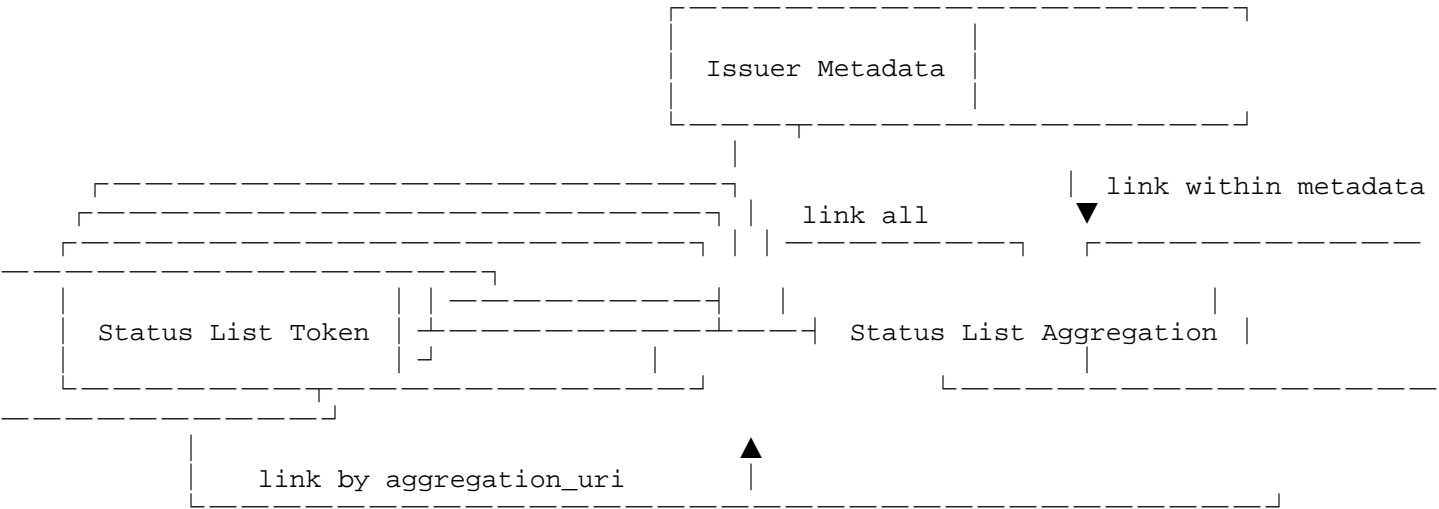 Issuer Metadata
link within metadata
link all
Status List Token
Status List Aggregation
link by aggregation_uri